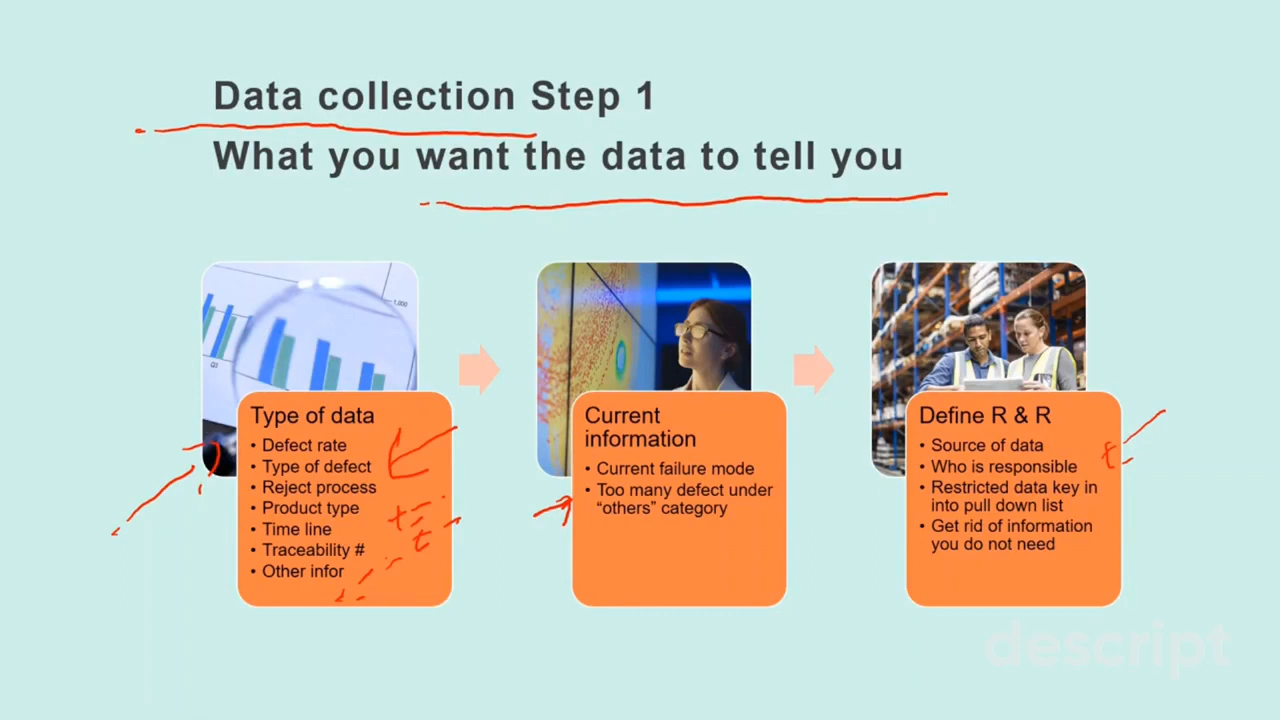 Data collection Step 1
What you want the data to tell you
1,000
Q3
Type of data
• Defect rate
• Type of defect
• Reject process
• Product type
• Time line
• Traceability #
• Other infor
Current
information
• Current failure mode
• Too many defect under
“others” category
Define R & R
• Source of data
• Who is responsible
• Restricted data key in
into pull down list
• Get rid of information
you do not need
descript